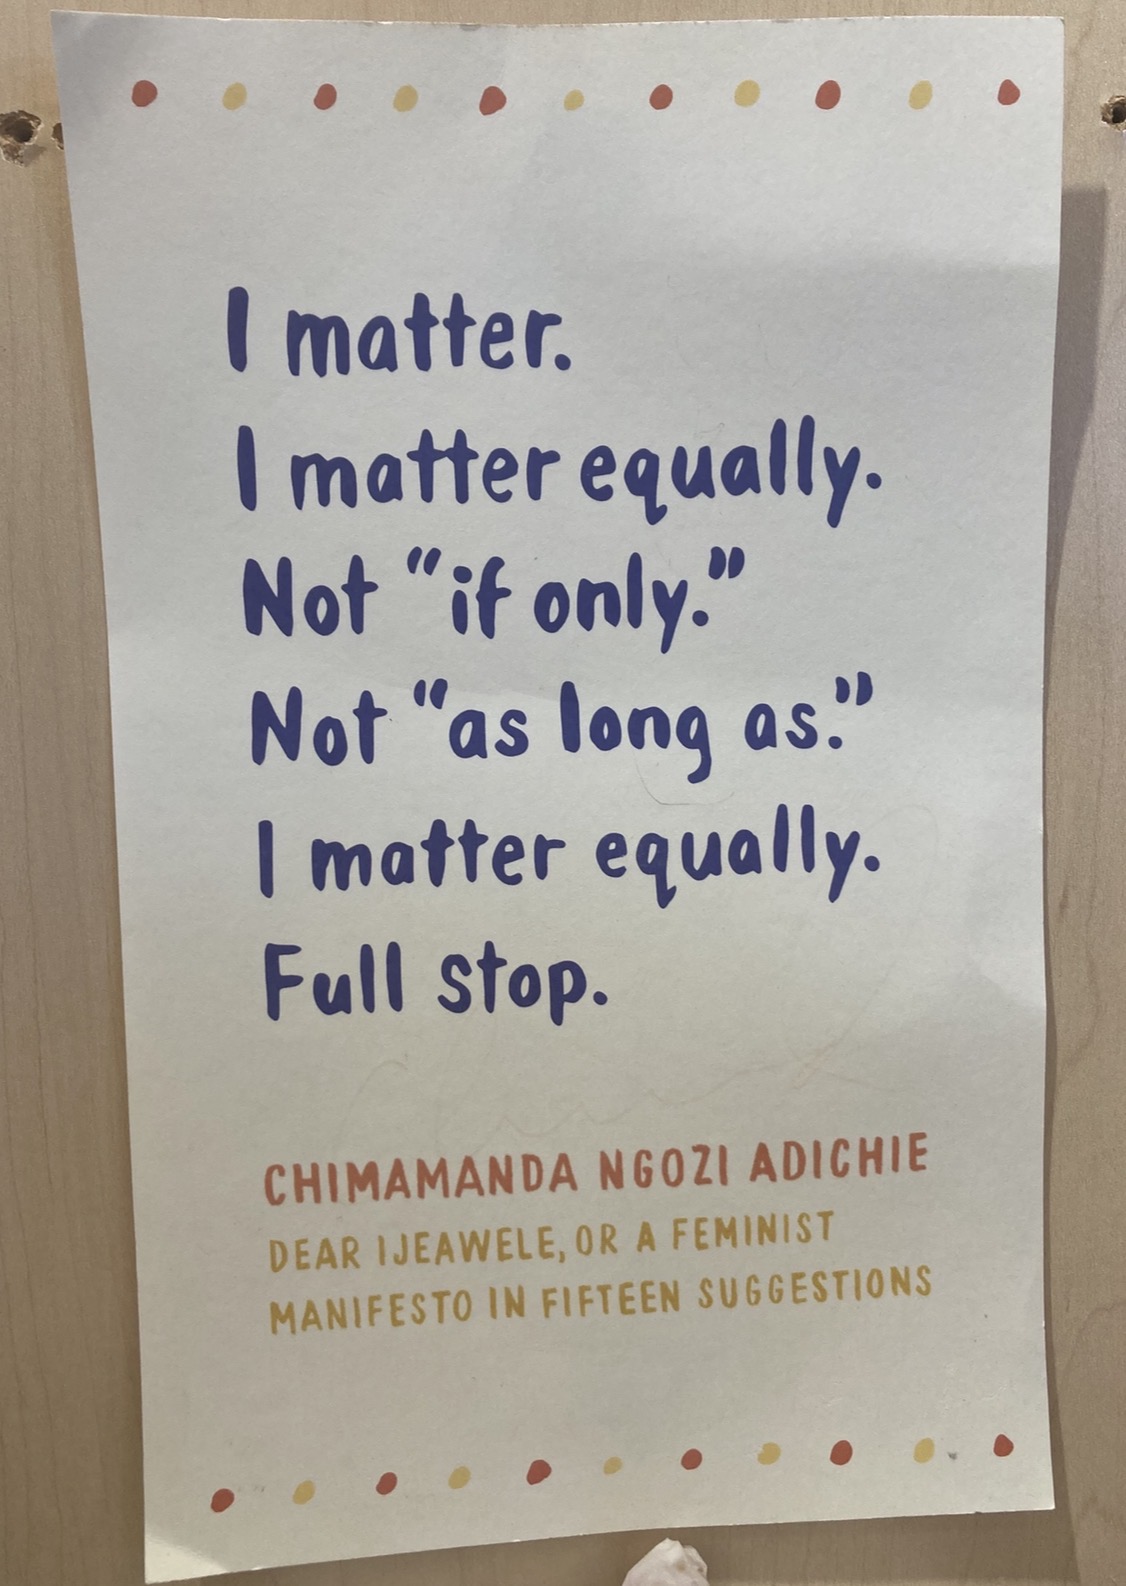 I matter.
I matter equally.
Not “if only.”
Not “as long as.”
I matter equally.
Full stop.
CHIMAMANDA NGOZI ADICHIE
DEAR IJEAWELE, OR A FEMINIST
MANIFESTO IN FIFTEEN SUGGESTIONS